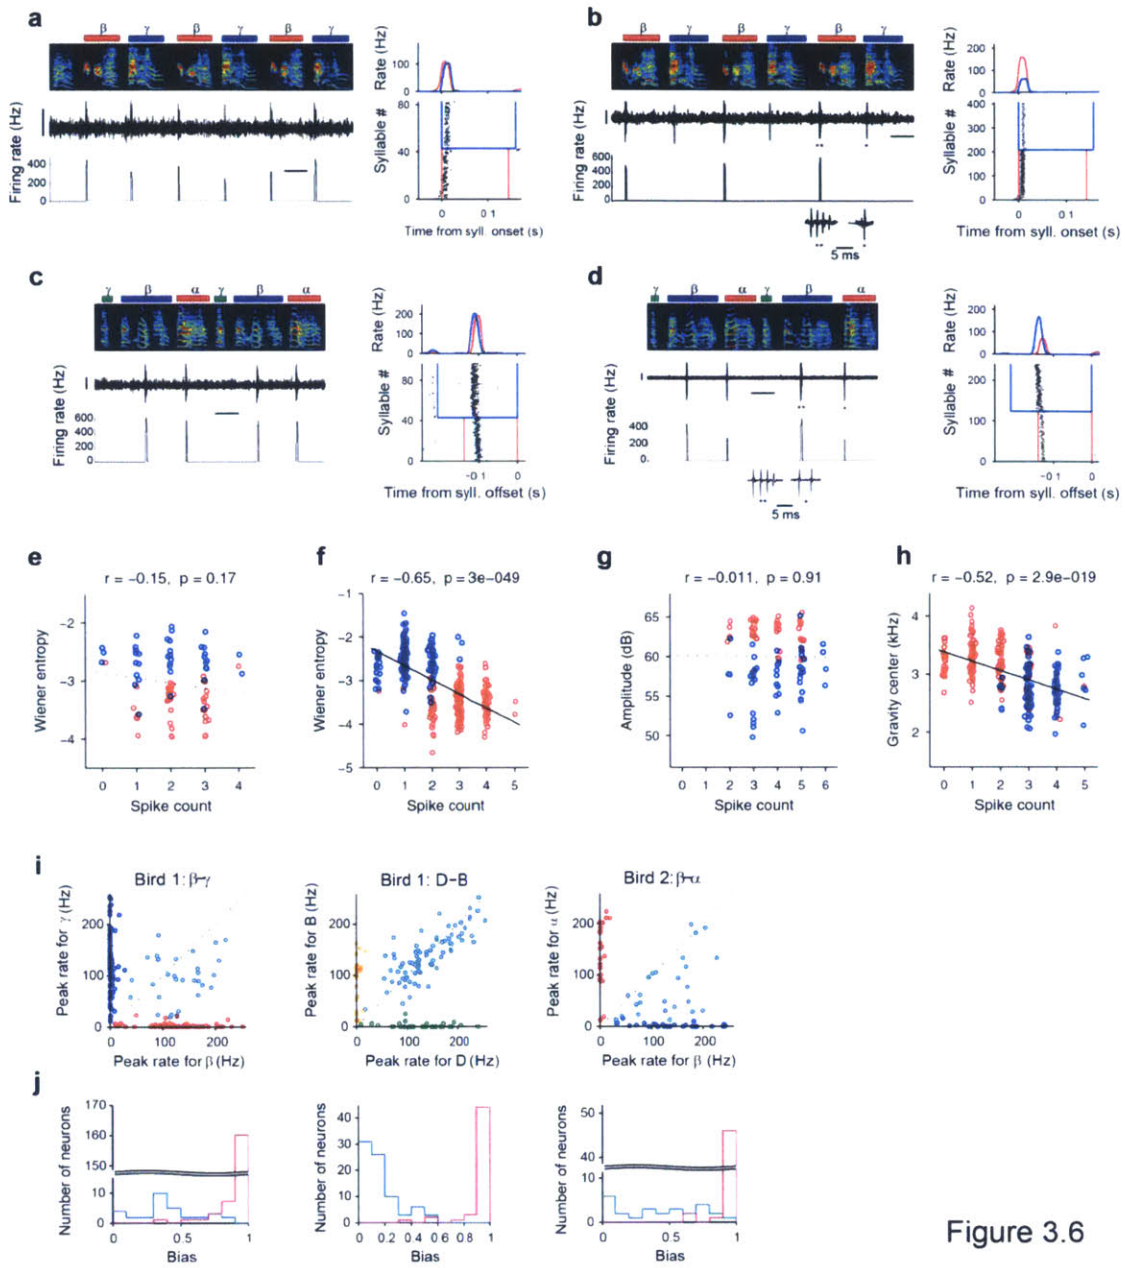 a
β γ β γ β γ
Rate (Hz)
100
0
Firing rate (Hz)
400
200
0
Syllable #
80
40
0
0 0 1
Time from syll. onset (s)
b
β γ β γ β γ
Rate (Hz)
200
100
0
Firing rate (Hz)
600
400
200
0
Syllable #
400
300
200
100
0
0 0 1
Time from syll. onset (s)
5 ms
c
γ β α γ β α
Rate (Hz)
200
100
0
Firing rate (Hz)
600
400
200
0
Syllable #
80
40
0
−0 1 0
Time from syll. offset (s)
d
γ β α γ β α
Rate (Hz)
200
100
0
Firing rate (Hz)
400
200
0
Syllable #
200
100
0
−0 1 0
Time from syll. offset (s)
5 ms
e
r = −0.15, p = 0.17
Wiener entropy
−2
−3
−4
0 1 2 3 4
Spike count
f
r = −0.65, p = 3e−049
Wiener entropy
−1
−2
−3
−4
−5
0 1 2 3 4 5
Spike count
g
r = −0.011, p = 0.91
Amplitude (dB)
65
60
55
50
0 1 2 3 4 5 6
Spike count
h
r = −0.52, p = 2.9e−019
Gravity center (kHz)
4
3
2
0 1 2 3 4 5
Spike count
i
Bird 1: β−γ
Peak rate for γ (Hz)
200
100
0
100 200
Peak rate for β (Hz)
Bird 1: D−B
Peak rate for B (Hz)
200
100
0
100 200
Peak rate for D (Hz)
Bird 2: β−α
Peak rate for α (Hz)
200
100
0
0 100 200
Peak rate for β (Hz)
j
Number of neurons
170
160
150
10
0
0 0.5 1
Bias
Number of neurons
40
30
20
10
0
0 0.2 0.4 0.6 0.8 1
Bias
Number of neurons
50
40
10
0
0 0.5 1
Bias
Figure 3.6